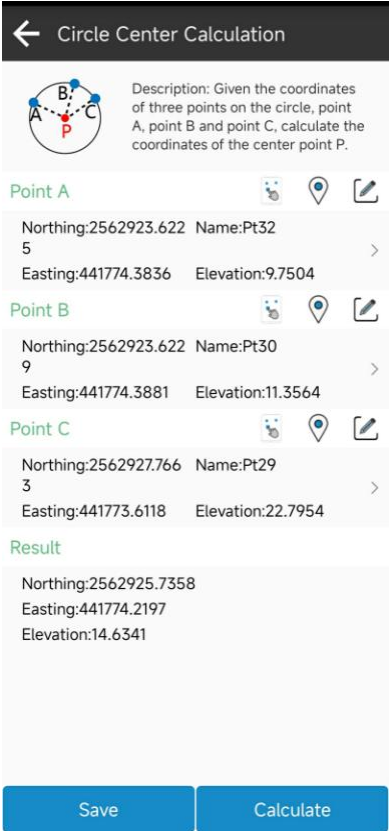 Circle Center Calculation
B
A
C
P
Description: Given the coordinates
of three points on the circle, point
A, point B and point C, calculate the
coordinates of the center point P.
Point A
Northing:2562923.622 Name:Pt32
5
Easting:441774.3836 Elevation:9.7504
Point B
Northing:2562923.622 Name:Pt30
9
Easting:441774.3881 Elevation:11.3564
Point C
Northing:2562927.766 Name:Pt29
3
Easting:441773.6118 Elevation:22.7954
Result
Northing:2562925.7358
Easting:441774.2197
Elevation:14.6341
Save
Calculate